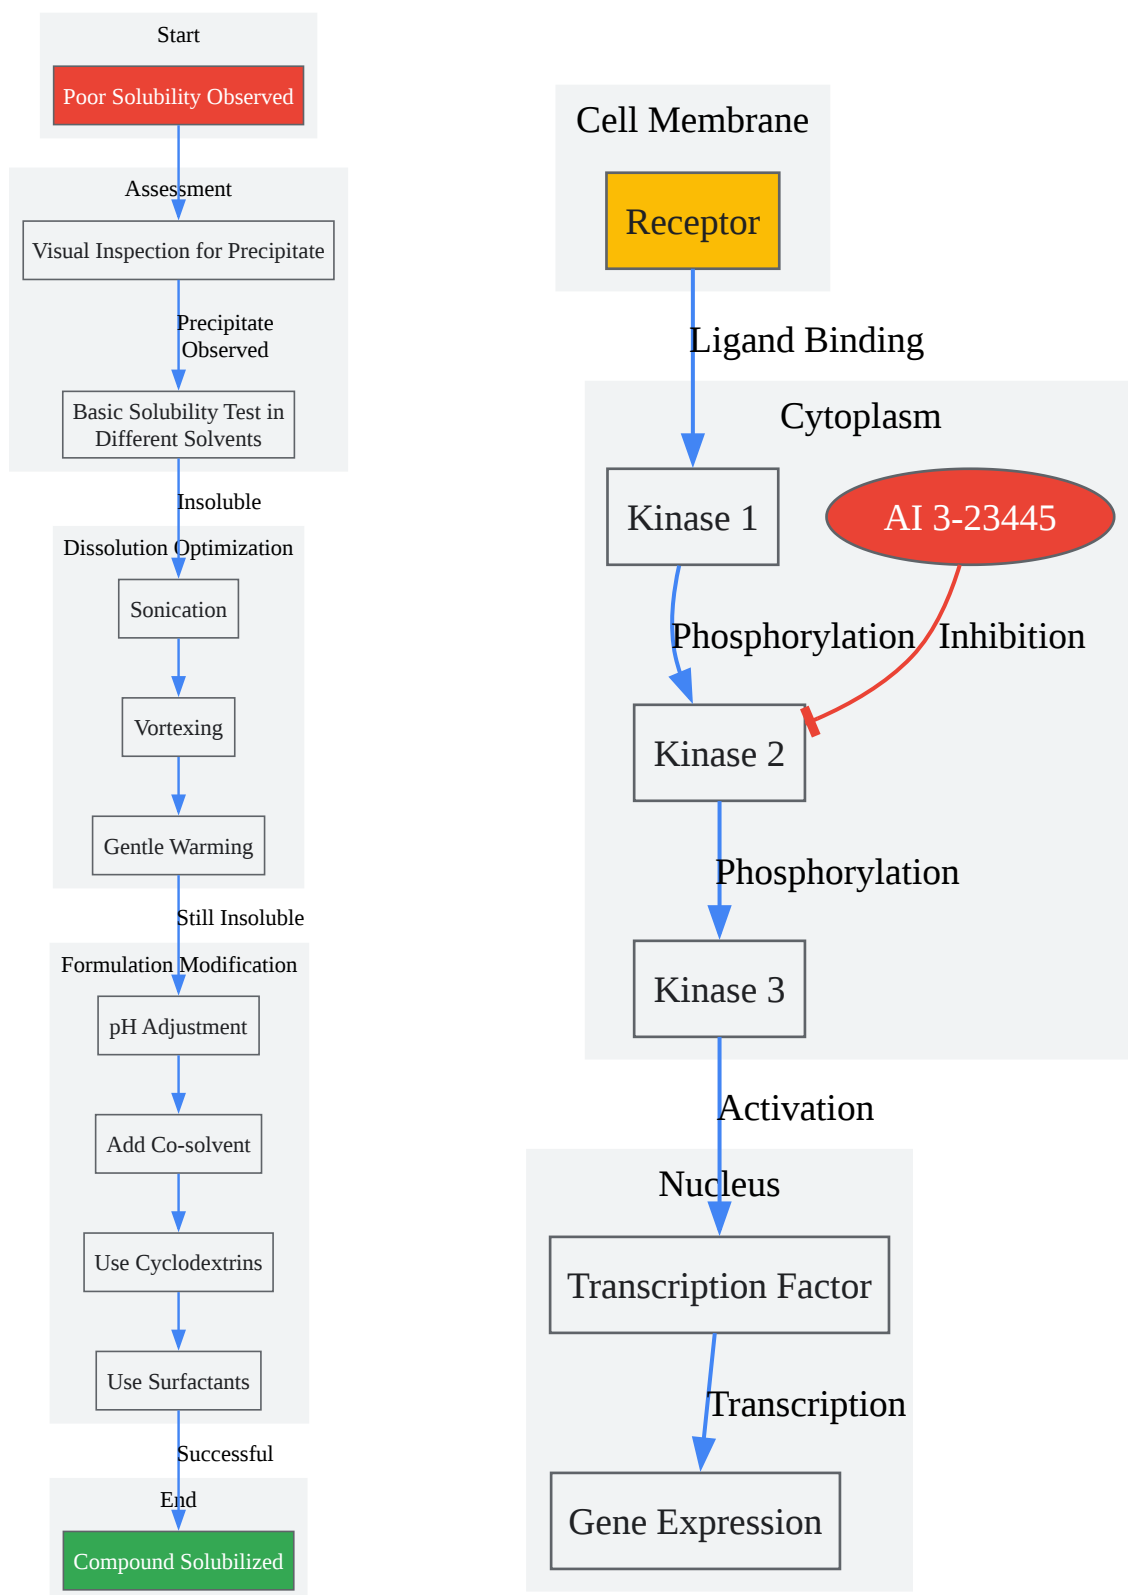 Start
Poor Solubility Observed
Assessment
Visual Inspection for Precipitate
Precipitate
Observed
Basic Solubility Test in
Different Solvents
Insoluble
Dissolution Optimization
Sonication
Vortexing
Gentle Warming
Still Insoluble
Formulation Modification
pH Adjustment
Add Co-solvent
Use Cyclodextrins
Use Surfactants
Successful
End
Compound Solubilized
Cell Membrane
Receptor
Ligand Binding
Cytoplasm
Kinase 1
AI 3-23445
Phosphorylation
Inhibition
Kinase 2
Phosphorylation
Kinase 3
Activation
Nucleus
Transcription Factor
Transcription
Gene Expression